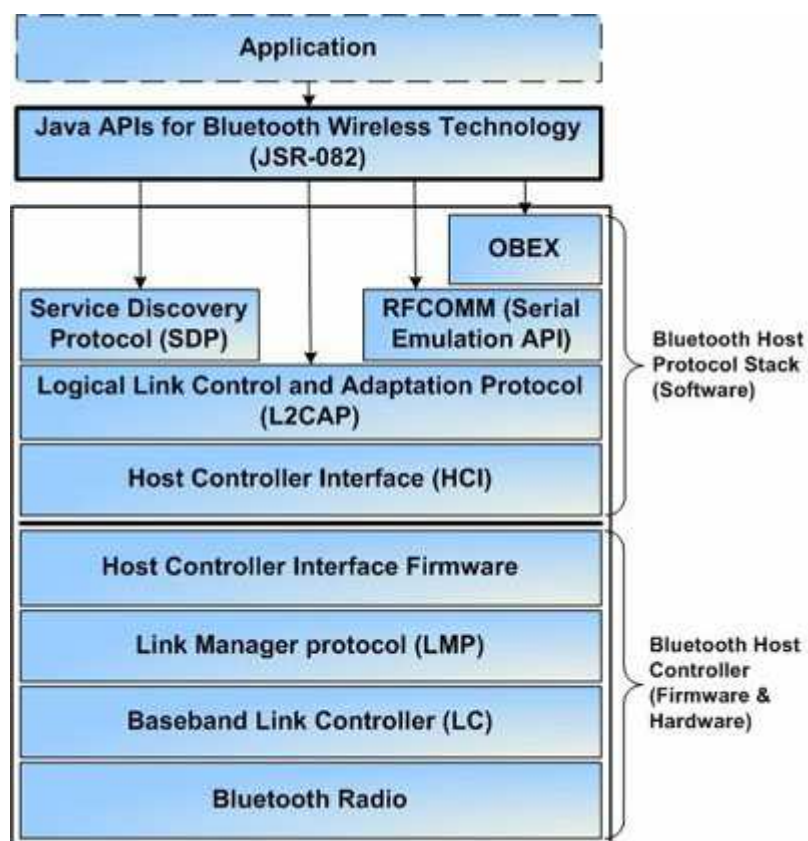 Application
Java APIs for Bluetooth Wireless Technology
(JSR-082)
OBEX
Service Discovery
Protocol (SDP)
RFCOMM (Serial
Emulation API)
Logical Link Control and Adaptation Protocol
(L2CAP)
Host Controller Interface (HCI)
Bluetooth Host
Protocol Stack
(Software)
Host Controller Interface Firmware
Link Manager protocol (LMP)
Baseband Link Controller (LC)
Bluetooth Radio
Bluetooth Host
Controller
(Firmware &
Hardware)